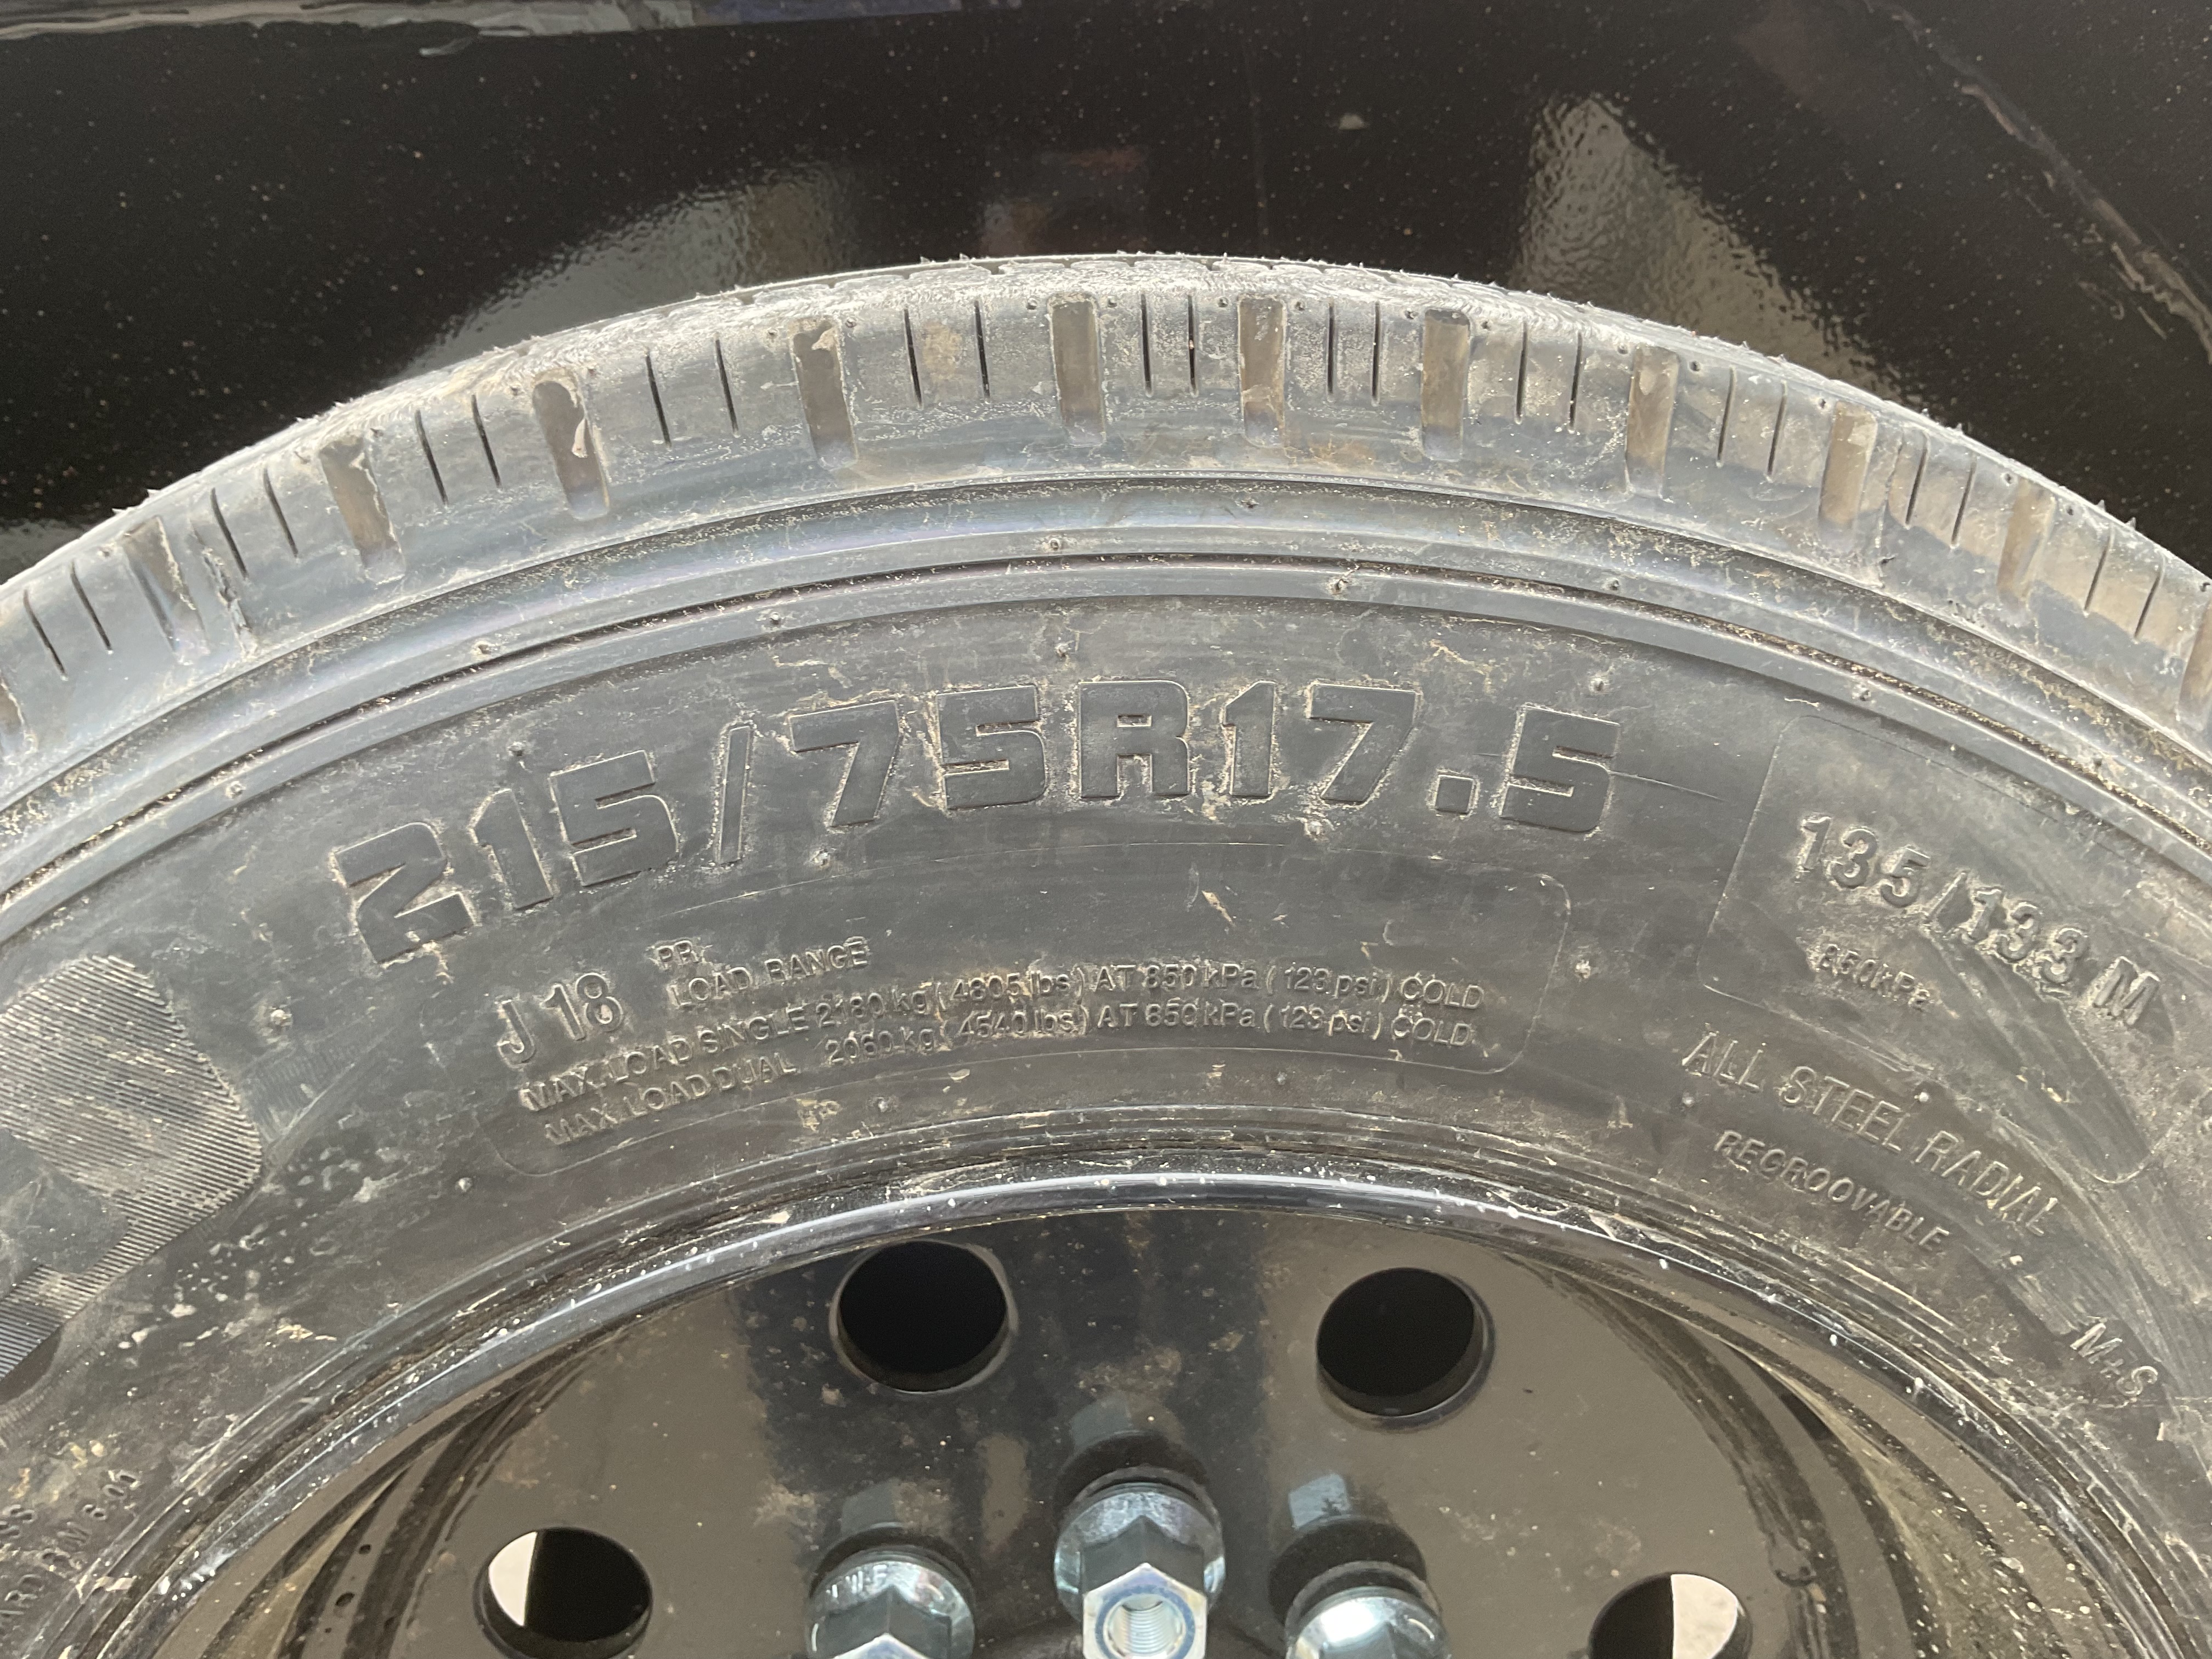 215/75R17.5
135/133 M
850kPa
J 18 PR.
LOAD RANGE
MAX. LOAD SINGLE 2180 kg ( 4805 lbs ) AT 850 kPa ( 123 psi ) COLD
MAX. LOAD DUAL 2060 kg ( 4540 lbs ) AT 850 kPa ( 123 psi ) COLD
ALL STEEL RADIAL
REGROOVABLE
M+S